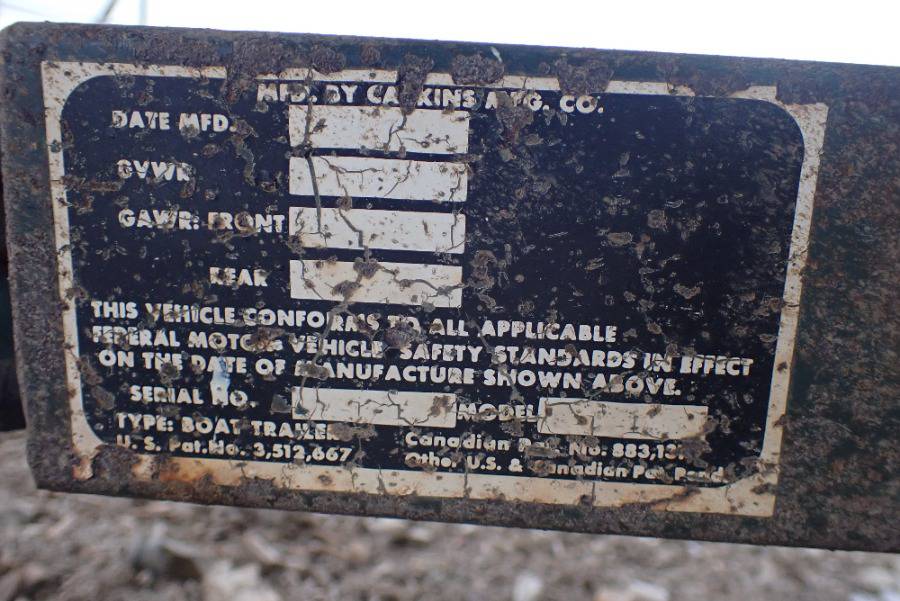 MFD. BY CALKINS MFG. CO.
DATE MFD.
GVWR
GAWR: FRONT
REAR
THIS VEHICLE CONFORMS TO ALL APPLICABLE
FEDERAL MOTOR VEHICLE SAFETY STANDARDS IN EFFECT
ON THE DATE OF MANUFACTURE SHOWN ABOVE.
SERIAL NO. MODEL
TYPE: BOAT TRAILER
U. S. Pat. No. 3,512,667
Canadian Pat. No. 883,
Other U.S. & Canadian Pat. Pend